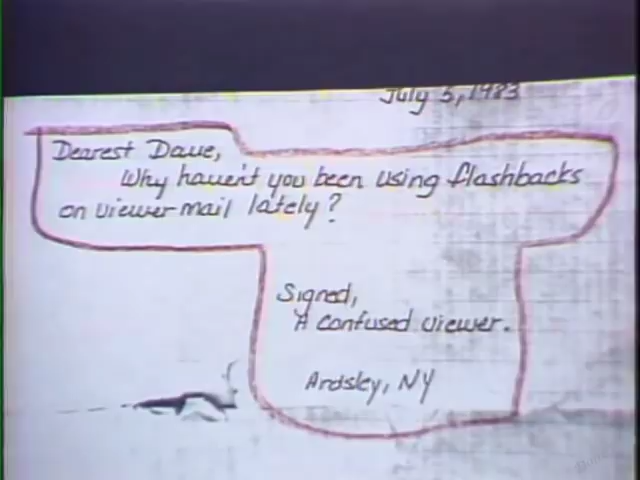 July 5, 1983
Dearest Dave,
Why haven't you been using flashbacks
on viewer mail lately?
Signed,
A confused viewer.
Ardsley, NY